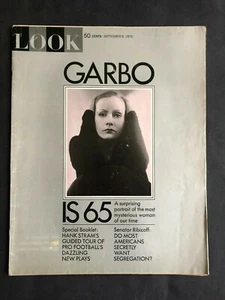 LOOK
50 CENTS · SEPTEMBER 8, 1970
GARBO
IS 65
A surprising
portrait of the most
mysterious woman
of our time
Special Booklet:
HANK STRAM'S
GUIDED TOUR OF
PRO FOOTBALL'S
DAZZLING
NEW PLAYS
Senator Ribicoff:
DO MOST
AMERICANS
SECRETLY
WANT
SEGREGATION?